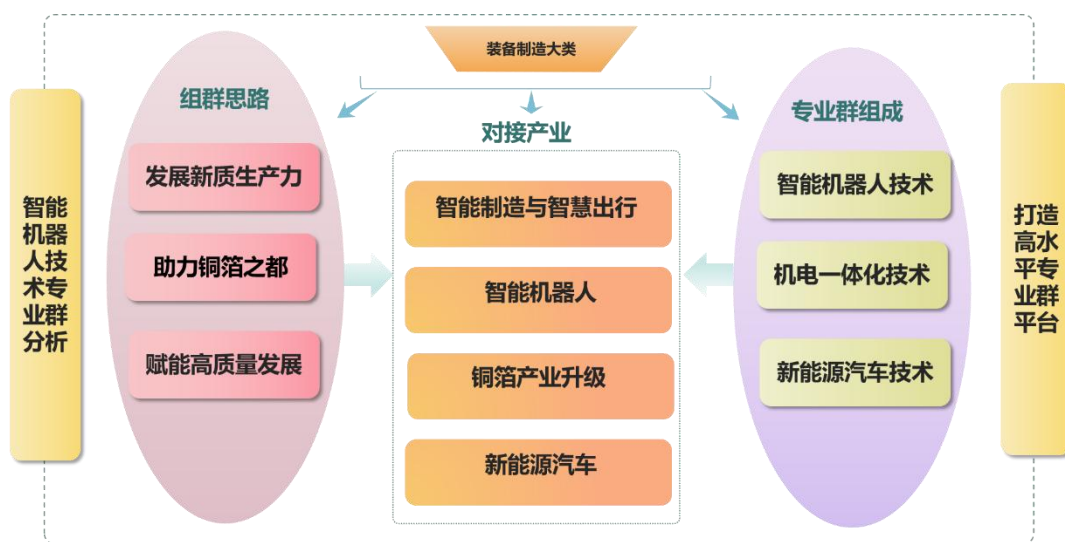 装备制造大类
智能
机器
人技
术专
业群
分析
组群思路
发展新质生产力
助力铜箔之都
赋能高质量发展
对接产业
智能制造与智慧出行
智能机器人
铜箔产业升级
新能源汽车
专业群组成
智能机器人技术
机电一体化技术
新能源汽车技术
打造
高水
平专
业群
平台